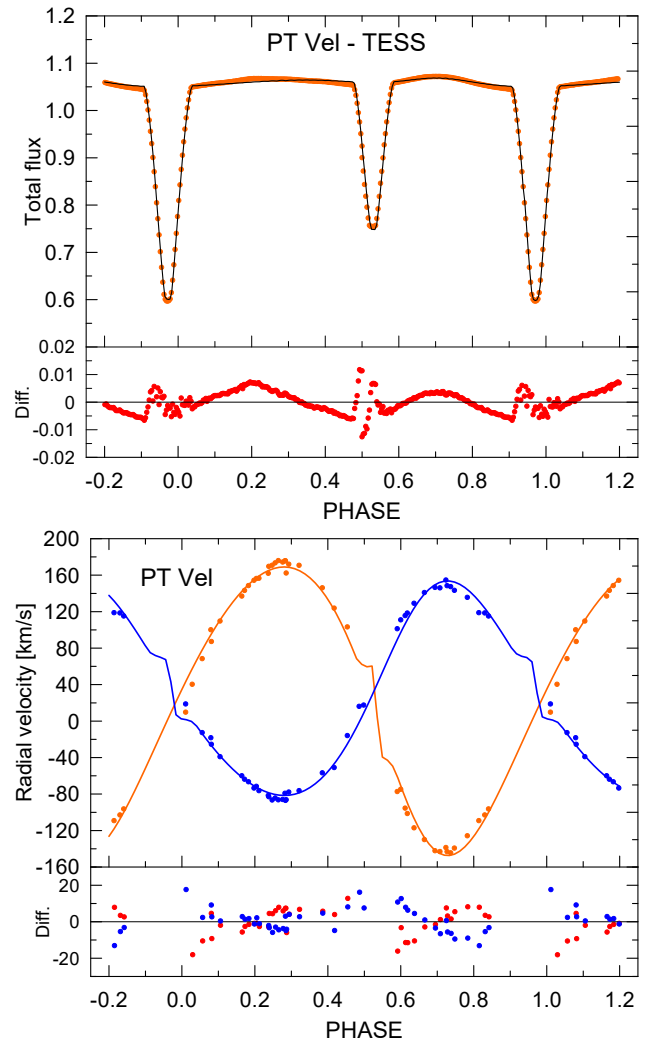 PT Vel - TESS
1.2
1.1
1.0
0.9
0.8
0.7
0.6
Total flux
0.02
0.01
0
-0.01
-0.02
Diff.
-0.2 0.0 0.2 0.4 0.6 0.8 1.0 1.2
PHASE
PT Vel
200
160
120
80
40
0
-40
-80
-120
-160
Radial velocity [km/s]
20
0
-20
Diff.
-0.2 0.0 0.2 0.4 0.6 0.8 1.0 1.2
PHASE